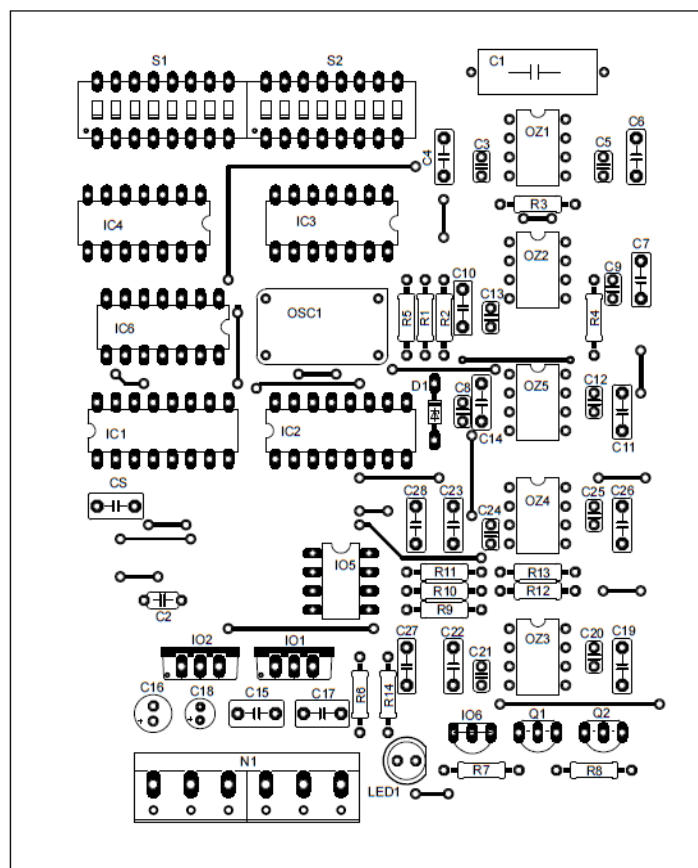 S1 S2 C1
C4 C3 OZ1 C5 C6
R3
IC4 IC3
OZ2 C7
C10 C9
C13
OSC1 R5 R1 R2 R4
IC6
D1 C8 OZ5 C12
C14 C11
IC1 IC2
CS C28 C23 OZ4 C25 C26
C24
IO5 R11 R13
R10 R12
C2 R9
IO2 IO1 C27 C22 C21 OZ3 C20 C19
C16 C18 C15 C17 R6 R14
IO6 Q1 Q2
N1 R7 R8
LED1